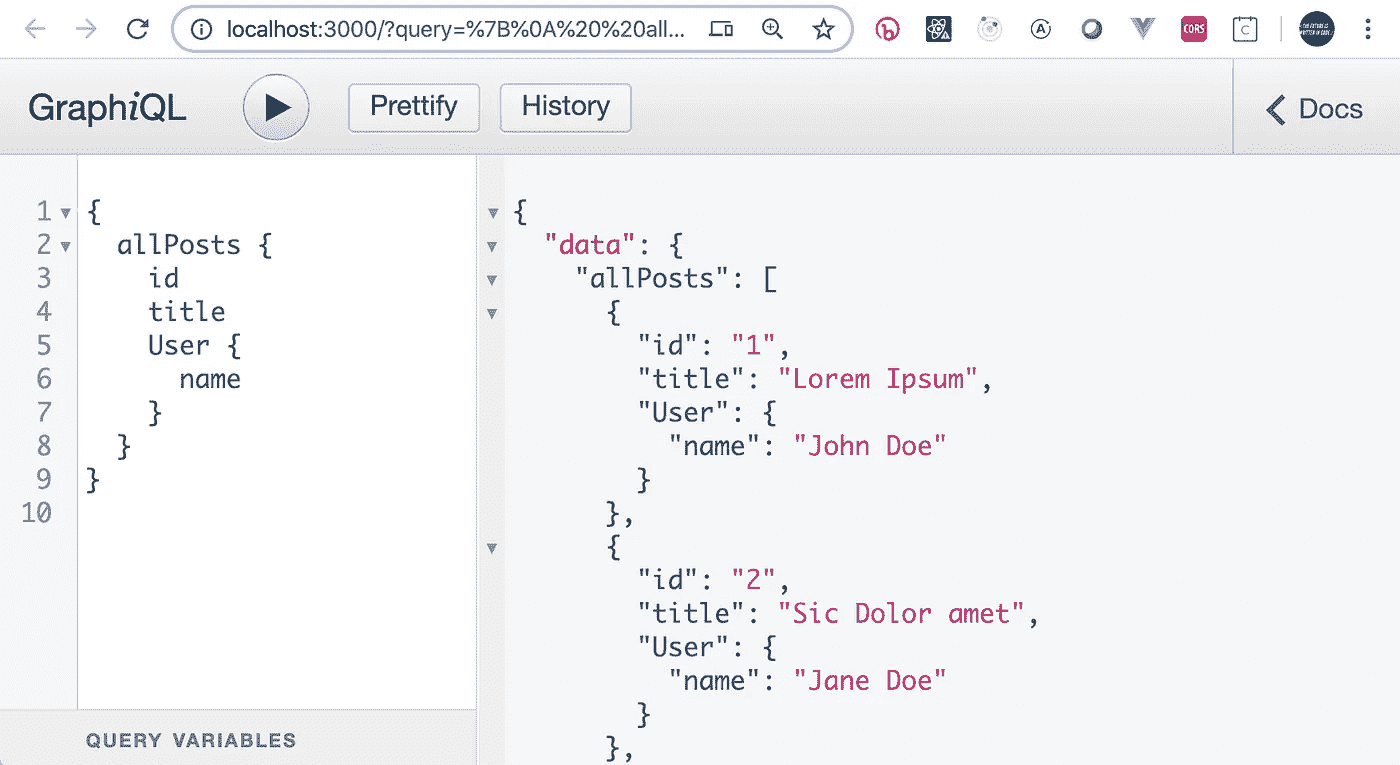 localhost:3000/?query=%7B%0A%20%20all...
CORS
GraphiQL
Prettify
History
Docs
1 {
2   allPosts {
3     id
4     title
5     User {
6       name
7     }
8   }
9 }
10
QUERY VARIABLES
{
  "data": {
    "allPosts": [
      {
        "id": "1",
        "title": "Lorem Ipsum",
        "User": {
          "name": "John Doe"
        }
      },
      {
        "id": "2",
        "title": "Sic Dolor amet",
        "User": {
          "name": "Jane Doe"
        }
      },